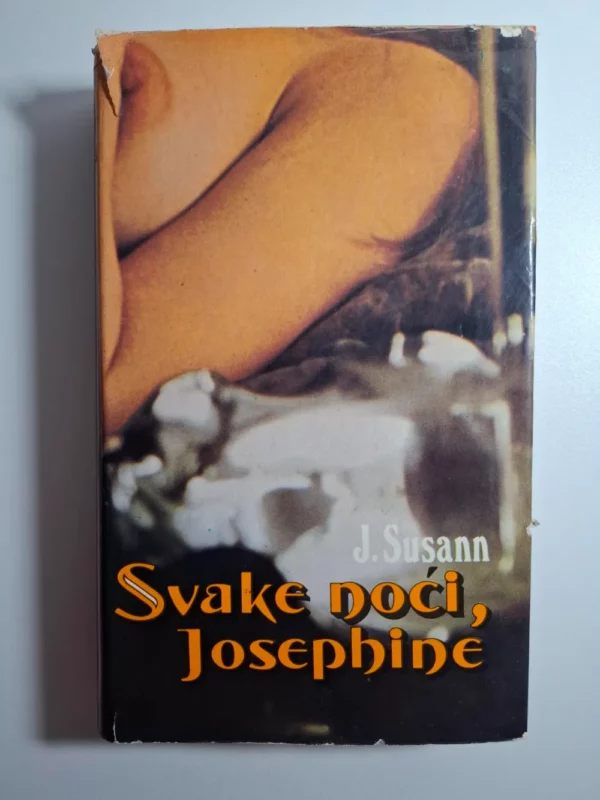 J. Susann
Svake noći,
Josephine